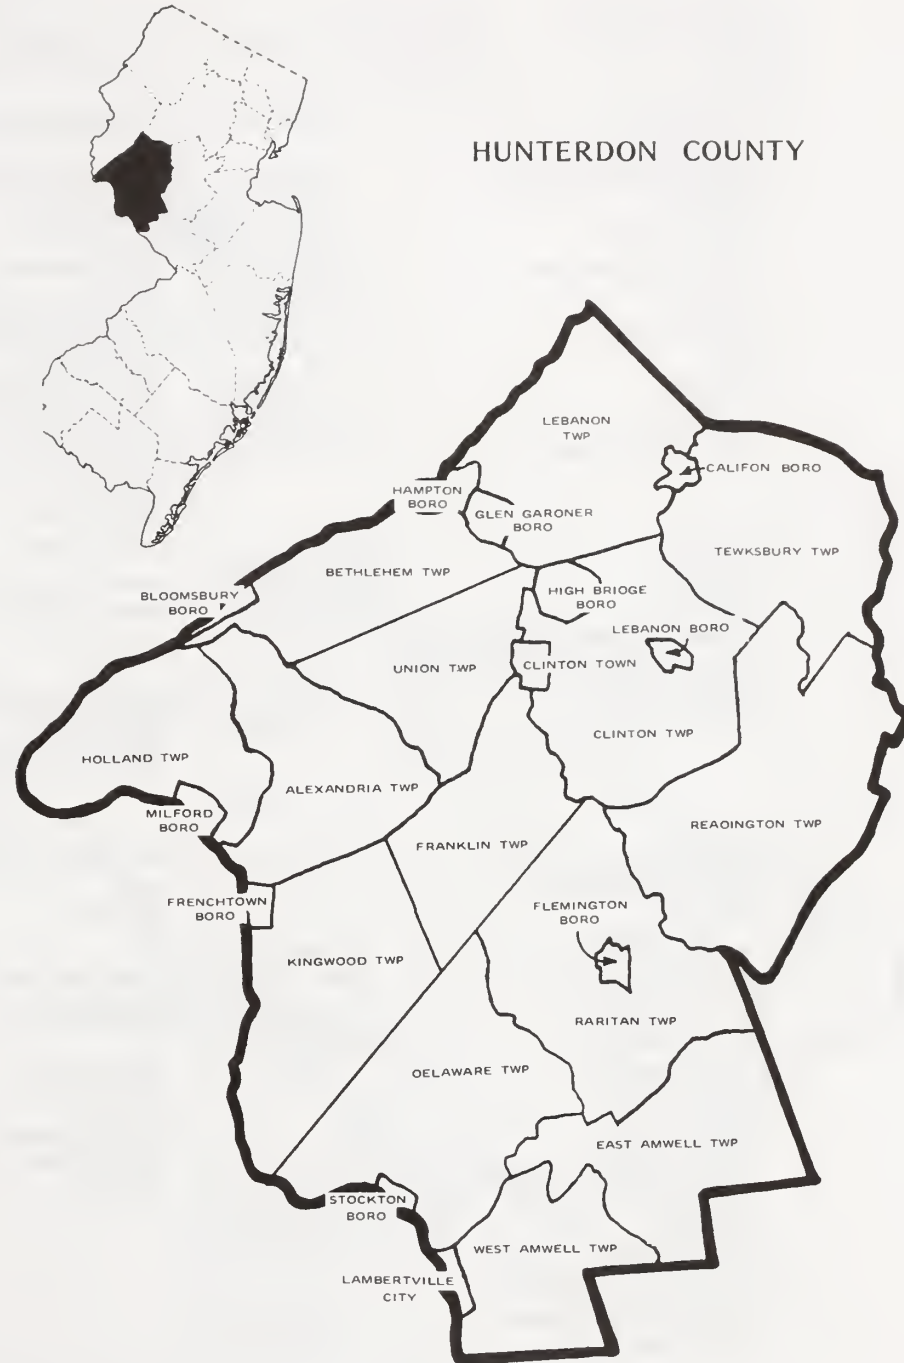 HUNTERDON COUNTY
LEBANON
TWP
CALIFON BORO
HAMPTON
BORO
GLEN GARONER
BORO
TEWKSBURY TWP
BETHLEHEM TWP
BLOOMSBURY
BORO
HIGH BRIOGE
BORO
LEBANON BORO
UNION TWP
CLINTON TOWN
CLINTON TWP
HOLLAND TWP
ALEXANDRIA TWP
MILFORD
BORO
REAOINGTON TWP
FRANKLIN TWP
FRENCHTOWN
BORO
FLEMINGTON
BORO
KINGWOOD TWP
RARITAN TWP
OELAWARE TWP
EAST AMWELL TWP
STOCKTON
BORO
WEST AMWELL TWP
LAMBERTVILLE
CITY